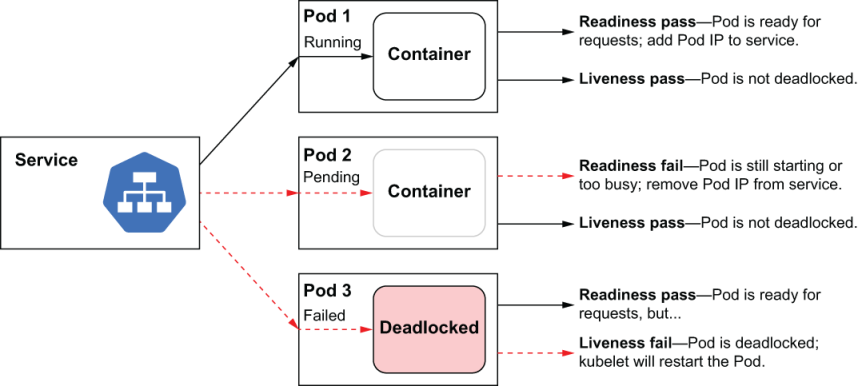 Service
Pod 1
Running
Container
Readiness pass—Pod is ready for
requests; add Pod IP to service.
Liveness pass—Pod is not deadlocked.
Pod 2
Pending
Container
Readiness fail—Pod is still starting or
too busy; remove Pod IP from service.
Liveness pass—Pod is not deadlocked.
Pod 3
Failed
Deadlocked
Readiness pass—Pod is ready for
requests, but...
Liveness fail—Pod is deadlocked;
kubelet will restart the Pod.